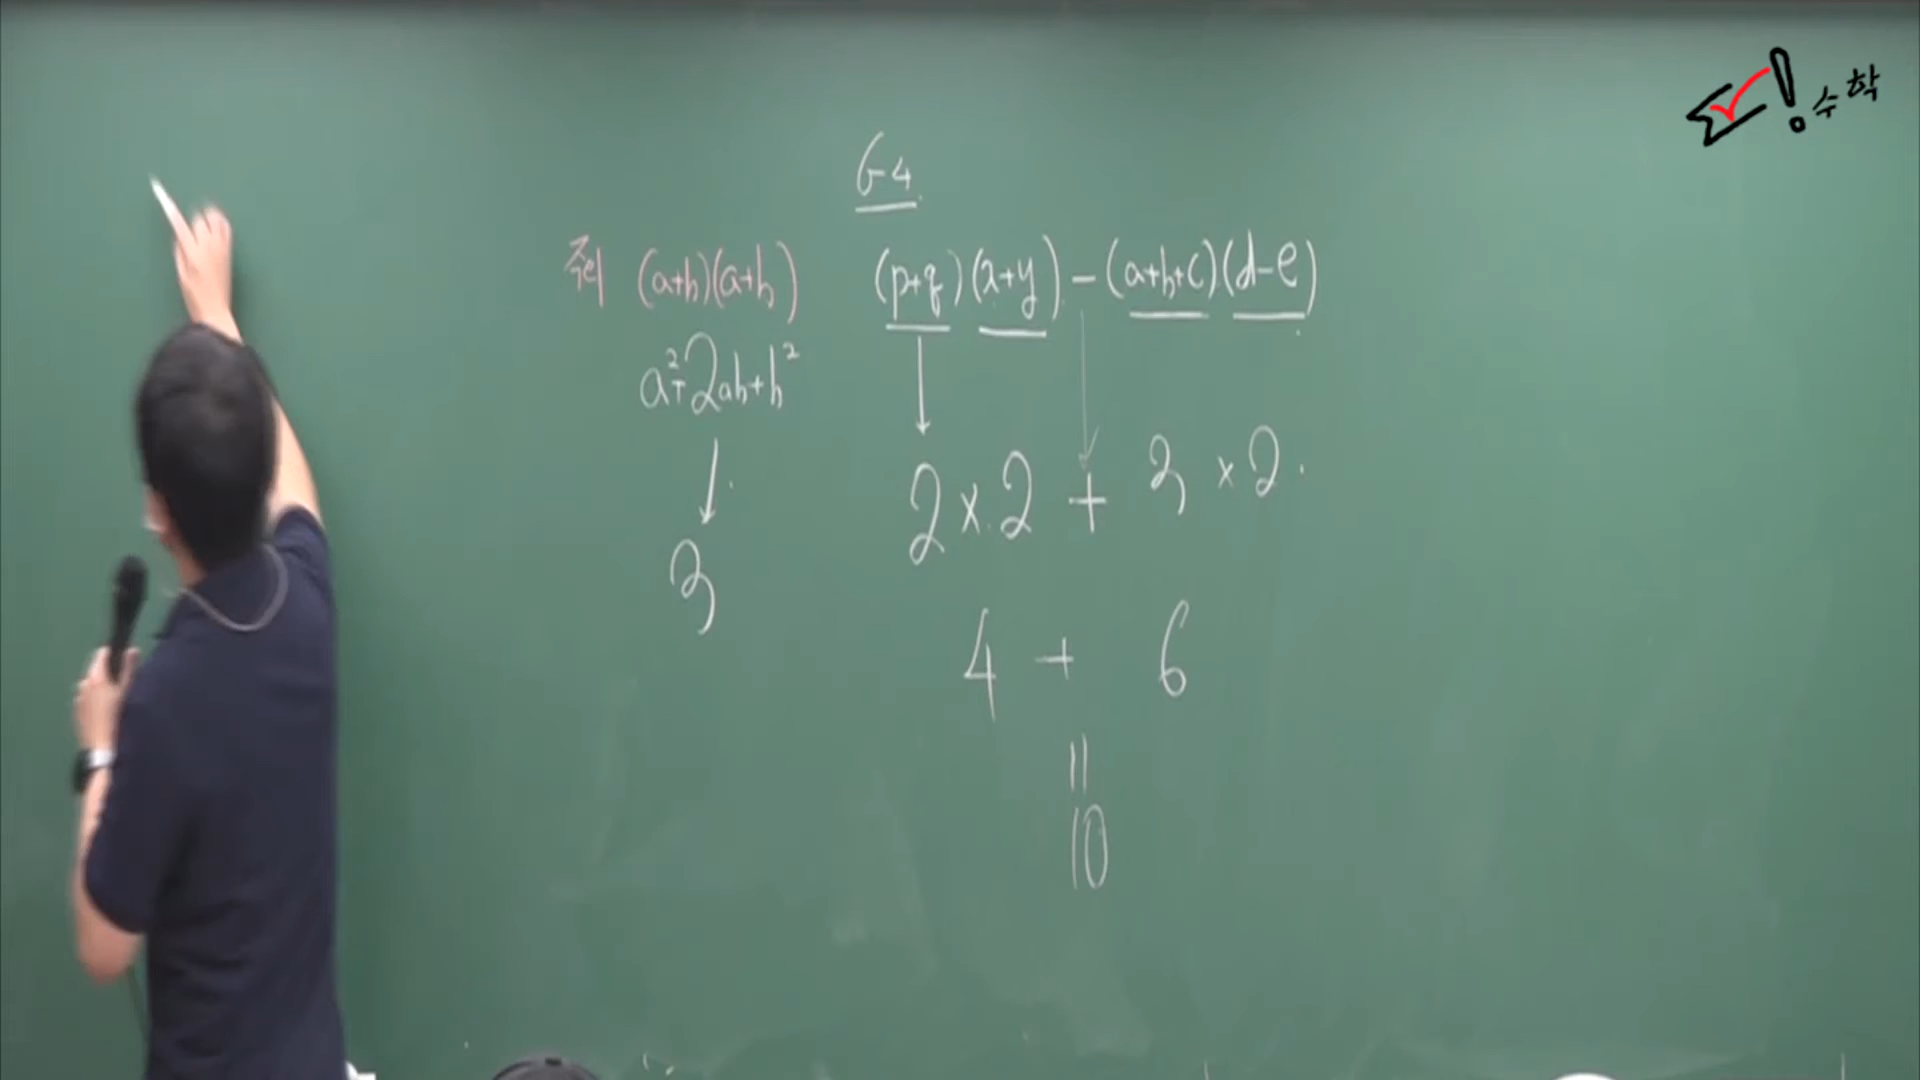 수학
6-4
주의 (a+b)(a+b) (p+q)(x+y)-(a+b+c)(d-e)
a²+2ab+b²
2×2+3×2
3
4+6
=
10